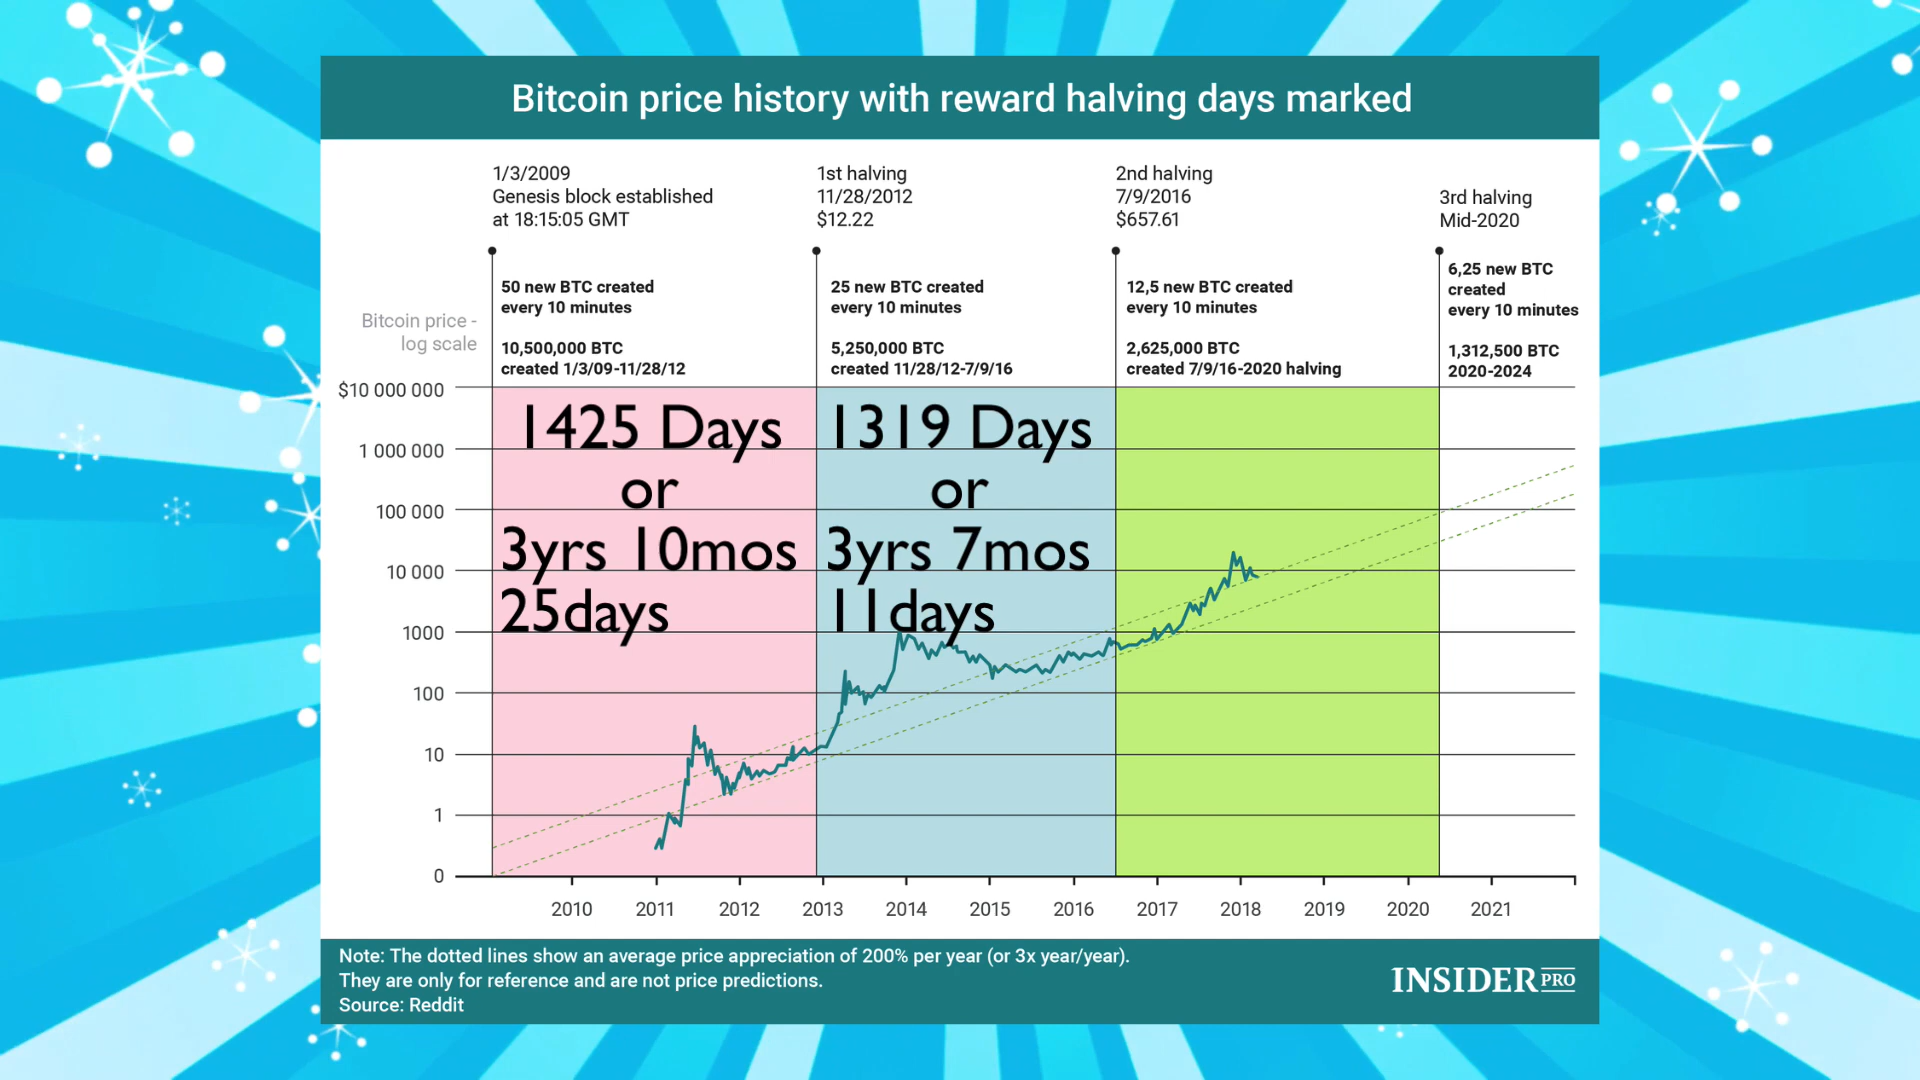 Bitcoin price history with reward halving days marked
1/3/2009
Genesis block established
at 18:15:05 GMT
1st halving
11/28/2012
$12.22
2nd halving
7/9/2016
$657.61
3rd halving
Mid-2020
50 new BTC created
every 10 minutes
10,500,000 BTC
created 1/3/09-11/28/12
25 new BTC created
every 10 minutes
5,250,000 BTC
created 11/28/12-7/9/16
12,5 new BTC created
every 10 minutes
2,625,000 BTC
created 7/9/16-2020 halving
6,25 new BTC
created
every 10 minutes
1,312,500 BTC
2020-2024
Bitcoin price -
log scale
$10 000 000
1 000 000
100 000
10 000
1000
100
10
1
0
1425 Days
or
3yrs 10mos
25days
1319 Days
or
3yrs 7mos
11days
2010 2011 2012 2013 2014 2015 2016 2017 2018 2019 2020 2021
Note: The dotted lines show an average price appreciation of 200% per year (or 3x year/year).
They are only for reference and are not price predictions.
Source: Reddit
INSIDER PRO